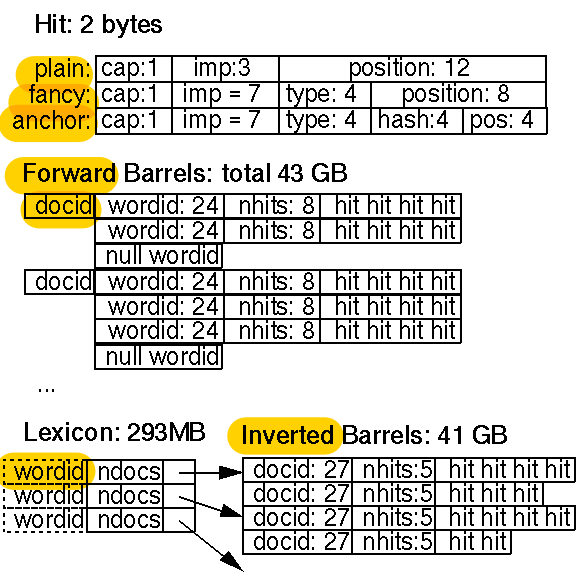 Hit: 2 bytes
plain: cap:1 imp:3 position: 12
fancy: cap:1 imp = 7 type: 4 position: 8
anchor: cap:1 imp = 7 type: 4 hash:4 pos: 4
Forward Barrels: total 43 GB
docid wordid: 24 nhits: 8 hit hit hit hit
wordid: 24 nhits: 8 hit hit hit hit
null wordid
docid wordid: 24 nhits: 8 hit hit hit hit
wordid: 24 nhits: 8 hit hit hit hit
wordid: 24 nhits: 8 hit hit hit hit
null wordid
...
Lexicon: 293MB Inverted Barrels: 41 GB
wordid ndocs docid: 27 nhits:5 hit hit hit hit
wordid ndocs docid: 27 nhits:5 hit hit hit
wordid ndocs docid: 27 nhits:5 hit hit hit hit
docid: 27 nhits:5 hit hit